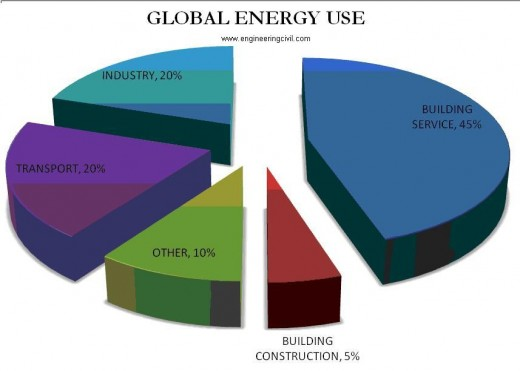 GLOBAL ENERGY USE
www.engineeringcivil.com
INDUSTRY, 20%
BUILDING
SERVICE, 45%
TRANSPORT, 20%
OTHER, 10%
BUILDING
CONSTRUCTION, 5%